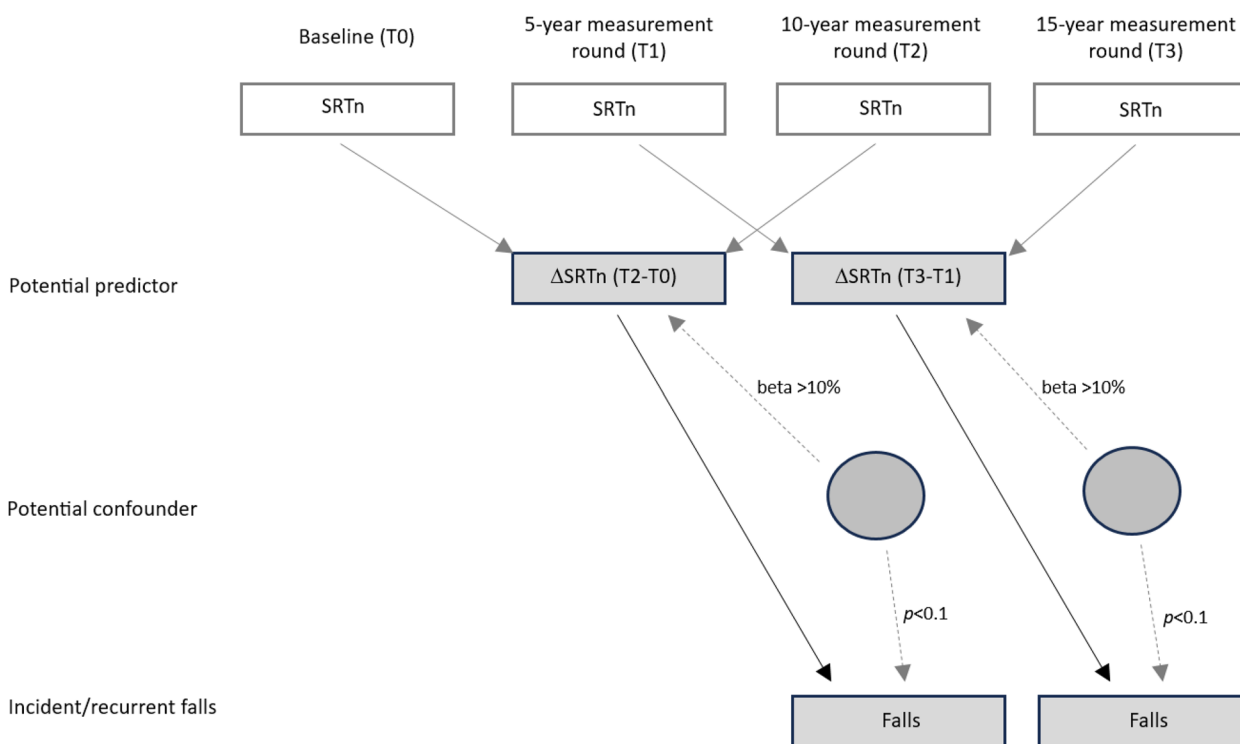 Baseline (T0)
5-year measurement
round (T1)
10-year measurement
round (T2)
15-year measurement
round (T3)
SRTn
SRTn
SRTn
SRTn
Potential predictor
ΔSRTn (T2-T0)
ΔSRTn (T3-T1)
beta >10%
beta >10%
Potential confounder
p<0.1
p<0.1
Incident/recurrent falls
Falls
Falls